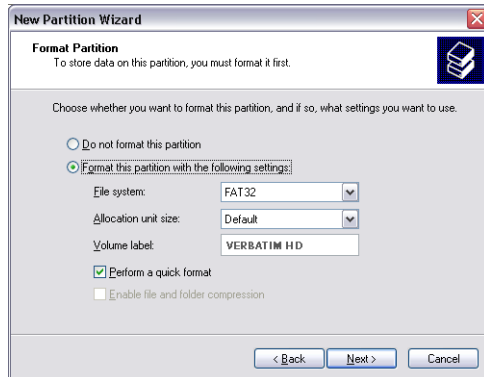 New Partition Wizard
Format Partition
To store data on this partition, you must format it first.
Choose whether you want to format this partition, and if so, what settings you want to use.
Do not format this partition
Format this partition with the following settings:
File system: FAT32
Allocation unit size: Default
Volume label: VERBATIM HD
Perform a quick format
Enable file and folder compression
< Back Next > Cancel